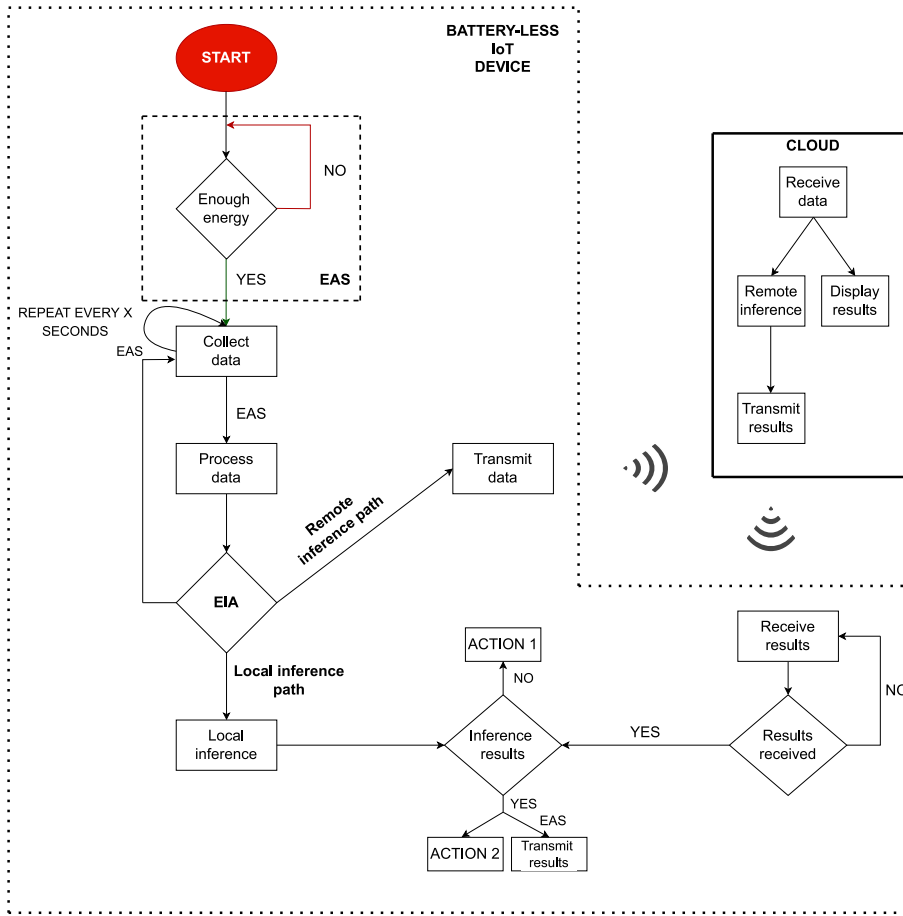 BATTERY-LESS
IoT
DEVICE
START
NO
Enough
energy
YES
EAS
REPEAT EVERY X
SECONDS
EAS
Collect
data
EAS
Process
data
Remote
inference path
Transmit
data
EIA
Local inference
path
Local
inference
ACTION 1
NO
Inference
results
YES
EAS
ACTION 2
Transmit
results
YES
Receive
results
Results
received
NO
CLOUD
Receive
data
Remote
inference
Display
results
Transmit
results